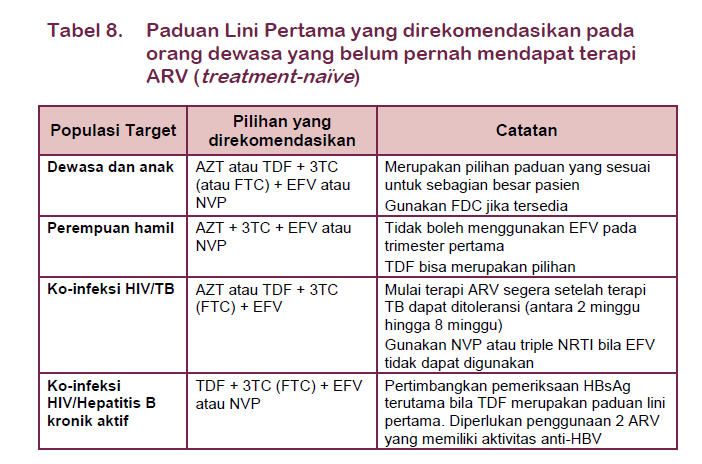 Tabel 8. Paduan Lini Pertama yang direkomendasikan pada
orang dewasa yang belum pernah mendapat terapi
ARV (treatment-naïve)
Populasi Target
Pilihan yang
direkomendasikan
Catatan
Dewasa dan anak
AZT atau TDF + 3TC
(atau FTC) + EFV atau
NVP
Merupakan pilihan paduan yang sesuai
untuk sebagian besar pasien
Gunakan FDC jika tersedia
Perempuan hamil
AZT + 3TC + EFV atau
NVP
Tidak boleh menggunakan EFV pada
trimester pertama
TDF bisa merupakan pilihan
Ko-infeksi HIV/TB
AZT atau TDF + 3TC
(FTC) + EFV
Mulai terapi ARV segera setelah terapi
TB dapat ditoleransi (antara 2 minggu
hingga 8 minggu)
Gunakan NVP atau triple NRTI bila EFV
tidak dapat digunakan
Ko-infeksi
HIV/Hepatitis B
kronik aktif
TDF + 3TC (FTC) + EFV
atau NVP
Pertimbangkan pemeriksaan HBsAg
terutama bila TDF merupakan paduan lini
pertama. Diperlukan penggunaan 2 ARV
yang memiliki aktivitas anti-HBV